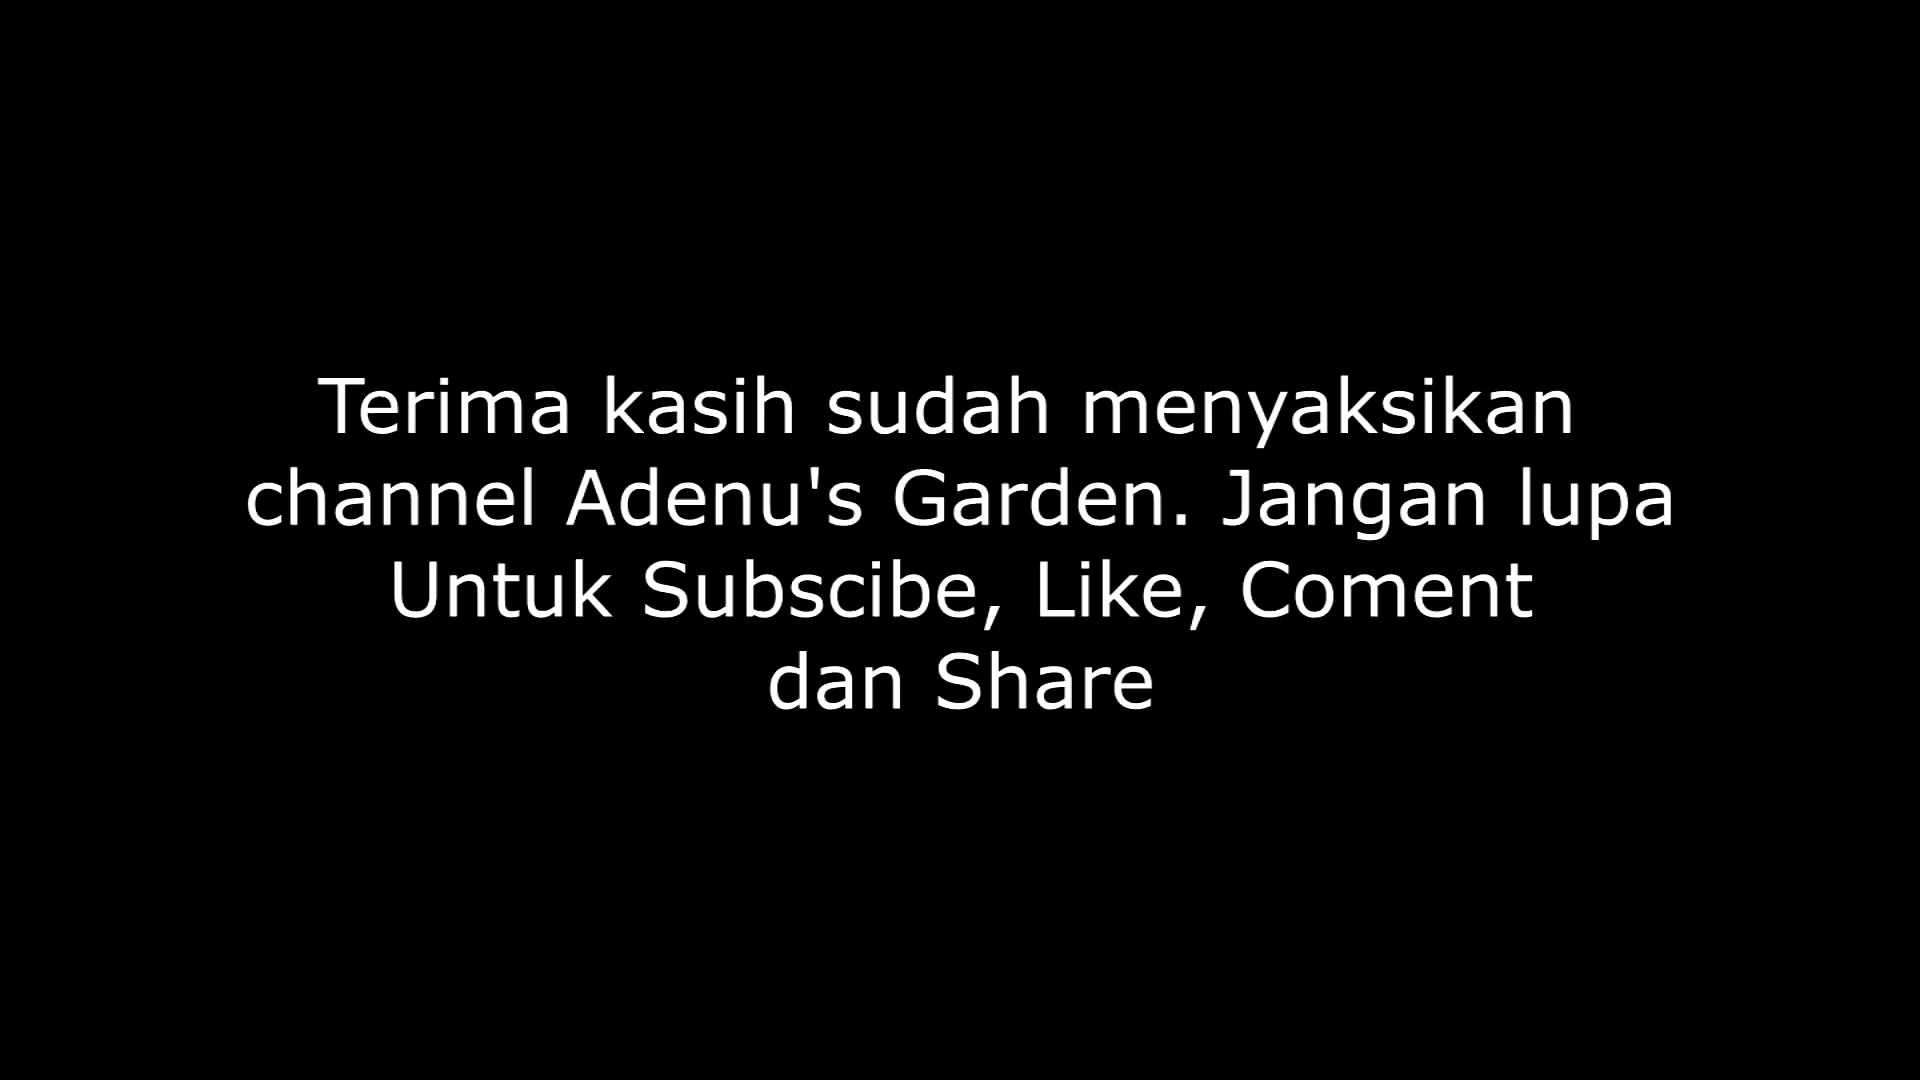 Terima kasih sudah menyaksikan
channel Adenu's Garden. Jangan lupa
Untuk Subscibe, Like, Coment
dan Share